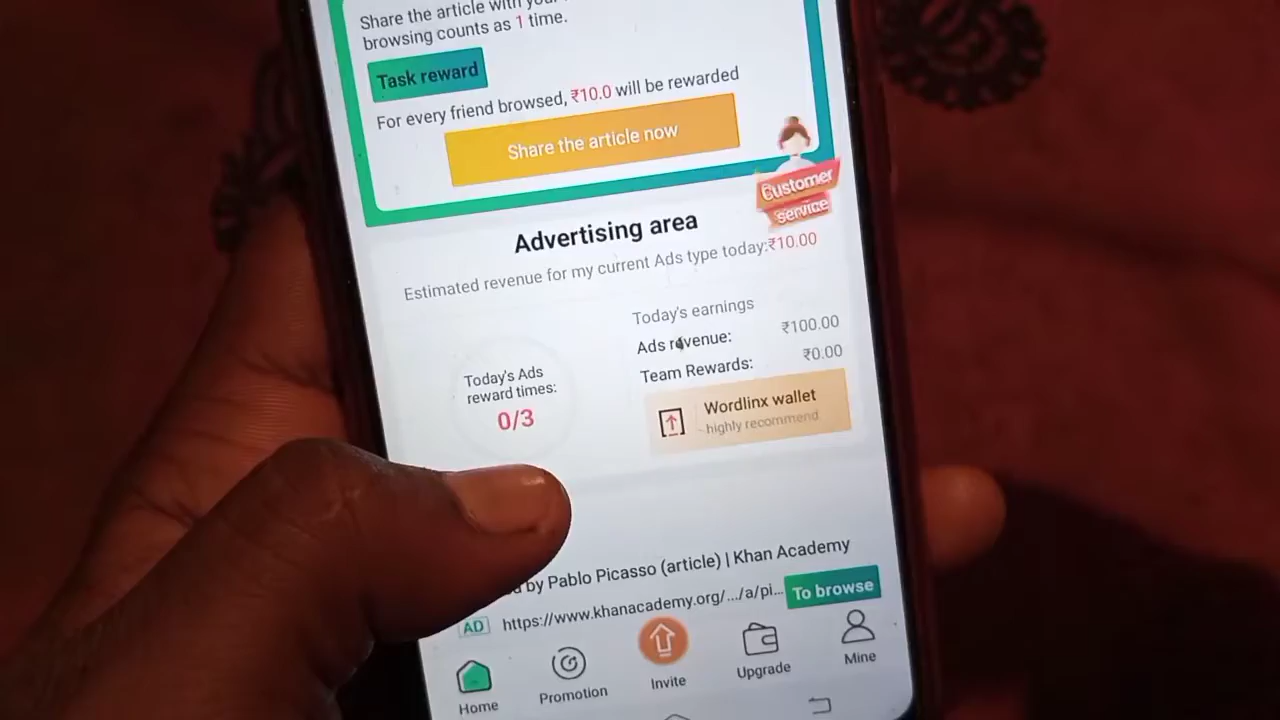 Share the article with your
browsing counts as 1 time.
Task reward
For every friend browsed, ₹10.0 will be rewarded
Share the article now
Customer
service
Advertising area
Estimated revenue for my current Ads type today:₹10.00
Today's earnings
Ads revenue: ₹100.00
Team Rewards: ₹0.00
Today's Ads
reward times:
0/3
Wordlinx wallet
highly recommend
by Pablo Picasso (article) | Khan Academy
AD https://www.khanacademy.org/.../a/pi...
To browse
Home
Promotion
Invite
Upgrade
Mine